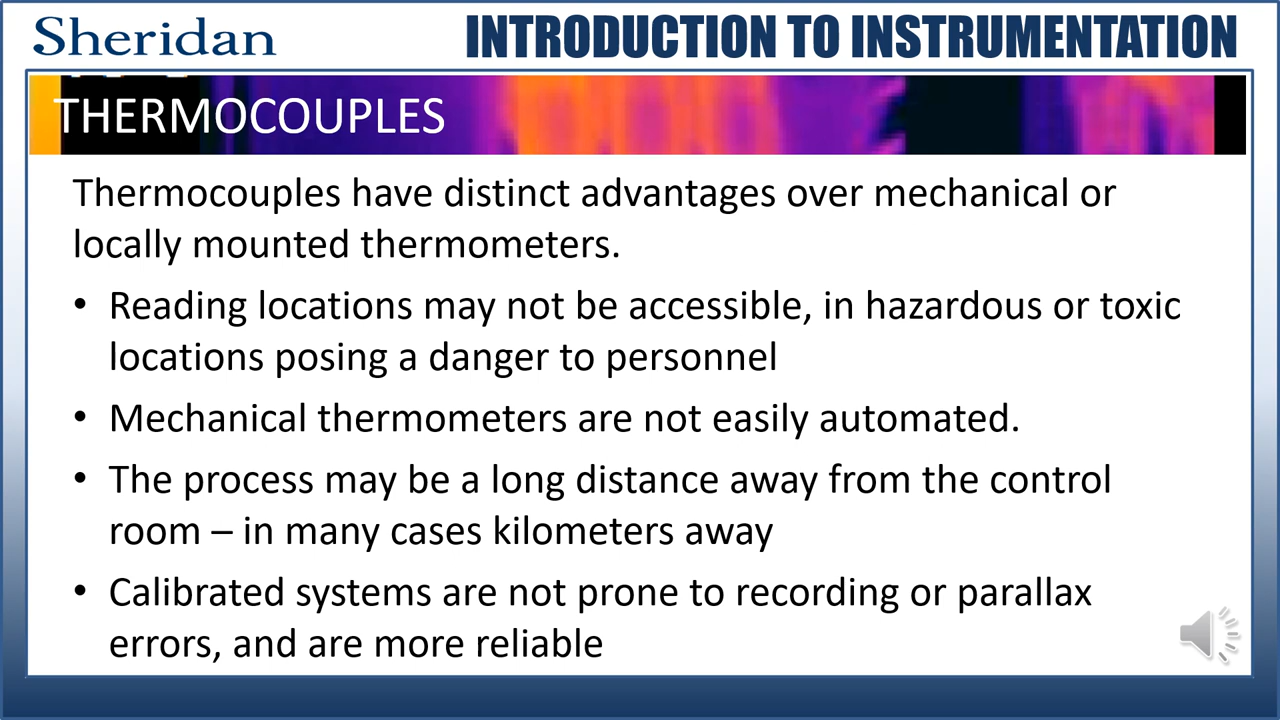 Sheridan
INTRODUCTION TO INSTRUMENTATION
THERMOCOUPLES
Thermocouples have distinct advantages over mechanical or
locally mounted thermometers.
• Reading locations may not be accessible, in hazardous or toxic
locations posing a danger to personnel
• Mechanical thermometers are not easily automated.
• The process may be a long distance away from the control
room – in many cases kilometers away
• Calibrated systems are not prone to recording or parallax
errors, and are more reliable